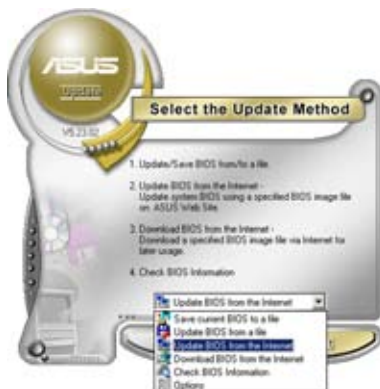 ASUS
Update
V5.23.02
Select the Update Method
1. Update/Save BIOS from/to a file.
2. Update BIOS from the Internet -
Update system BIOS using a specified BIOS image file
on ASUS Web Site.
3. Download BIOS from the Internet -
Download a specified BIOS image file via Internet for
later usage.
4. Check BIOS Information
Update BIOS from the Internet
Save current BIOS to a file
Update BIOS from a file
Update BIOS from the Internet
Download BIOS from the Internet
Check BIOS Information
Options